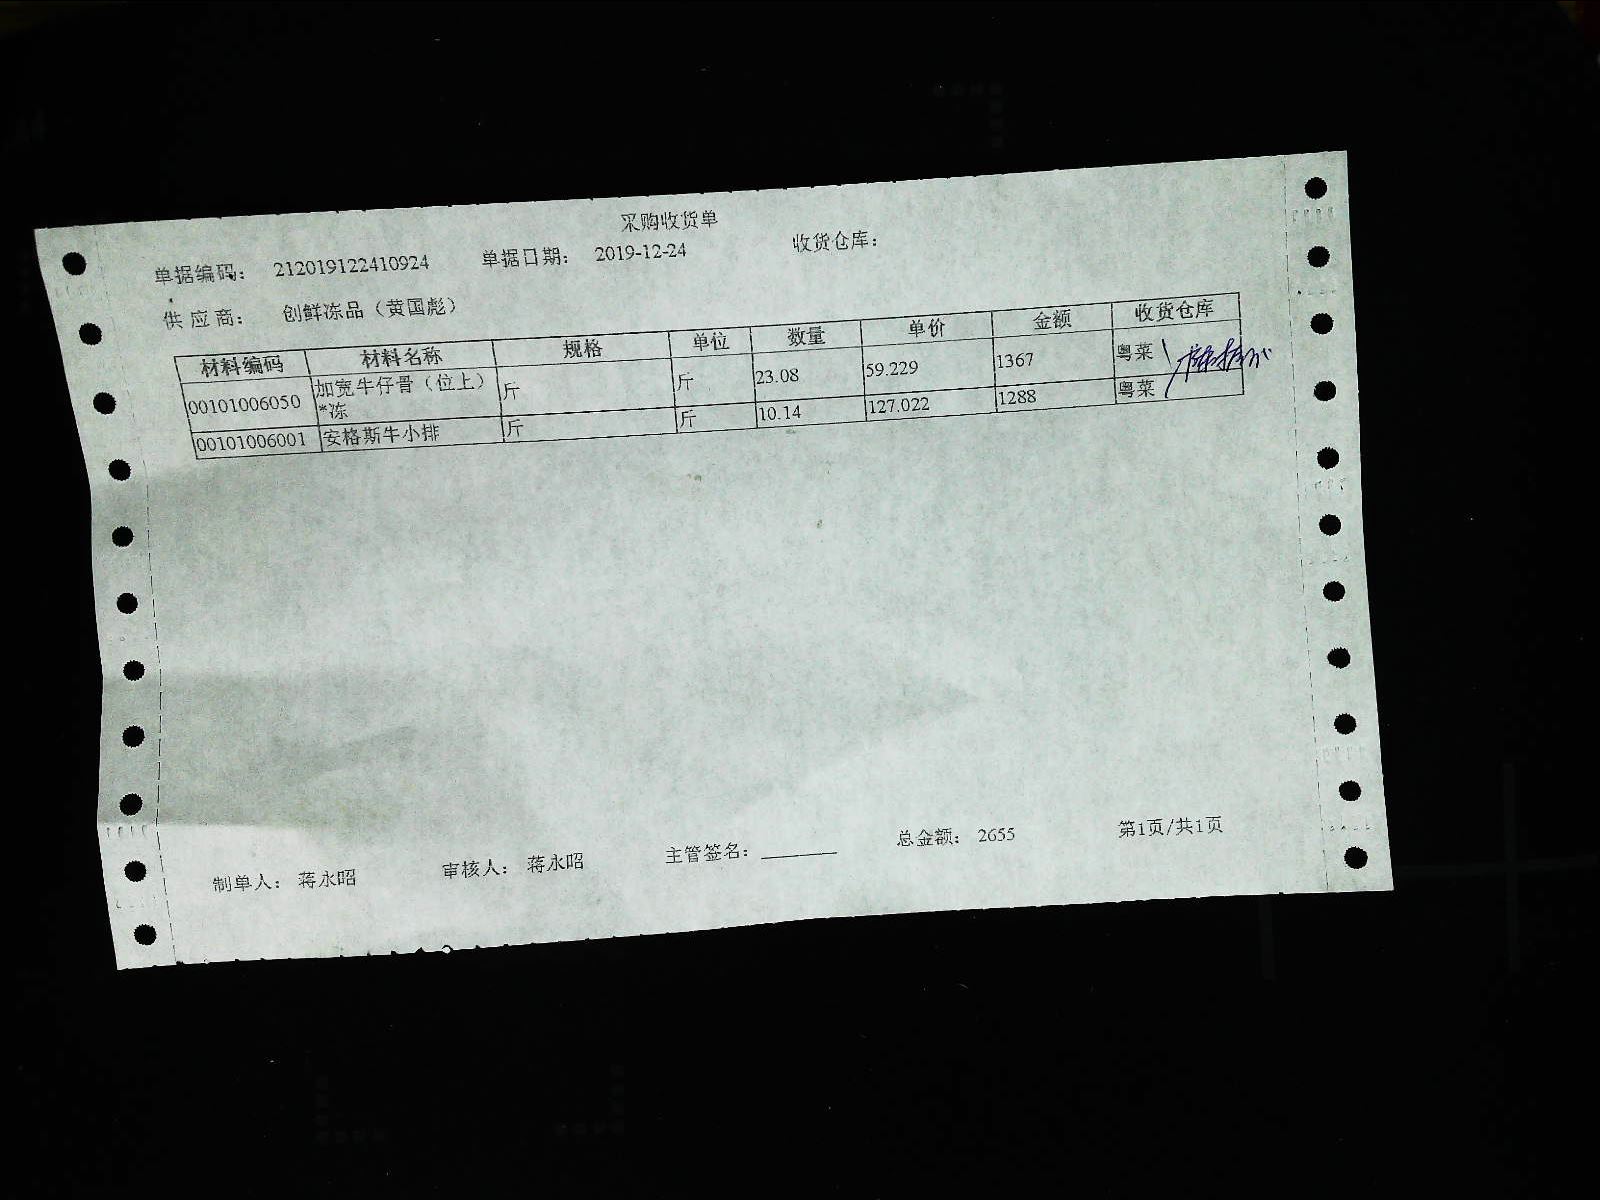 采购收货单
单据编码: 212019122410924 单据日期: 2019-12-24 收货仓库:
供应商: 创鲜冻品(黄国彪)
材料编码 材料名称 规格 单位 数量 单价 金额 收货仓库
00101006050 加宽牛仔骨(位上)*冻 斤 斤 23.08 59.229 1367 粤菜
00101006001 安格斯牛小排 斤 斤 10.14 127.022 1288 粤菜
制单人: 蒋永昭 审核人: 蒋永昭 主管签名: 总金额: 2655 第1页/共1页